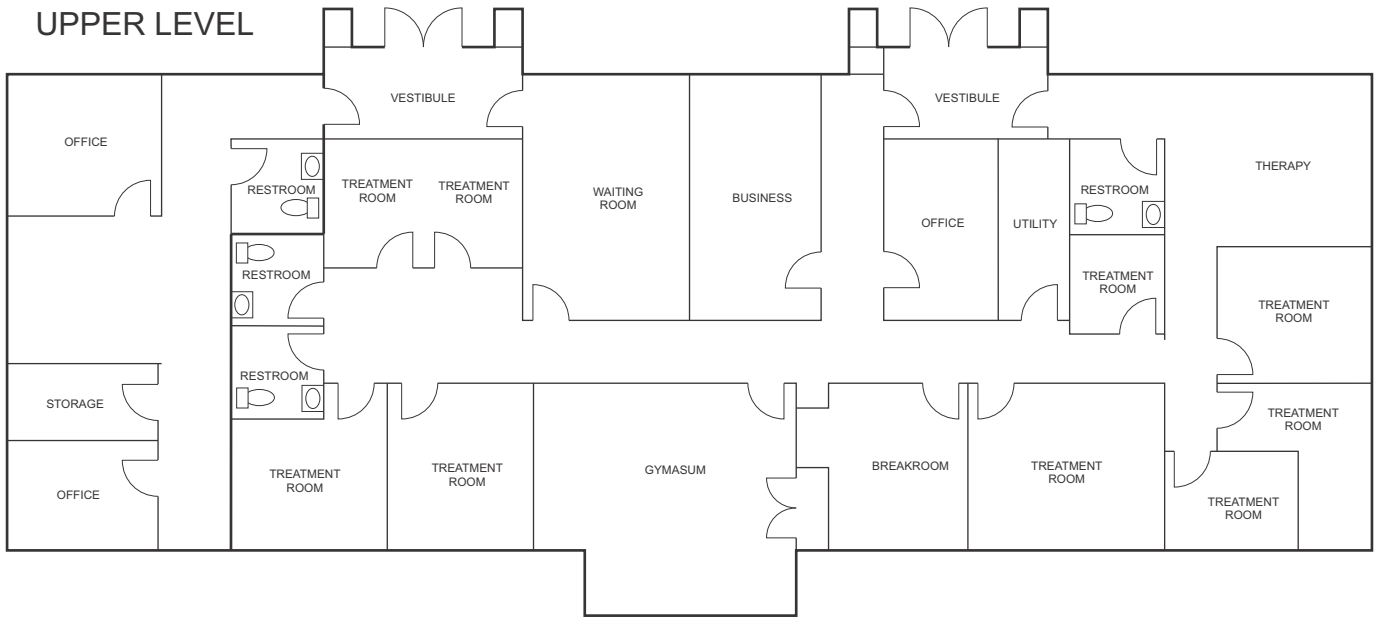 UPPER LEVEL
VESTIBULE
VESTIBULE
OFFICE
RESTROOM
TREATMENT
ROOM
TREATMENT
ROOM
WAITING
ROOM
BUSINESS
OFFICE
UTILITY
RESTROOM
THERAPY
RESTROOM
TREATMENT
ROOM
TREATMENT
ROOM
RESTROOM
STORAGE
TREATMENT
ROOM
OFFICE
TREATMENT
ROOM
TREATMENT
ROOM
GYMASUM
BREAKROOM
TREATMENT
ROOM
TREATMENT
ROOM